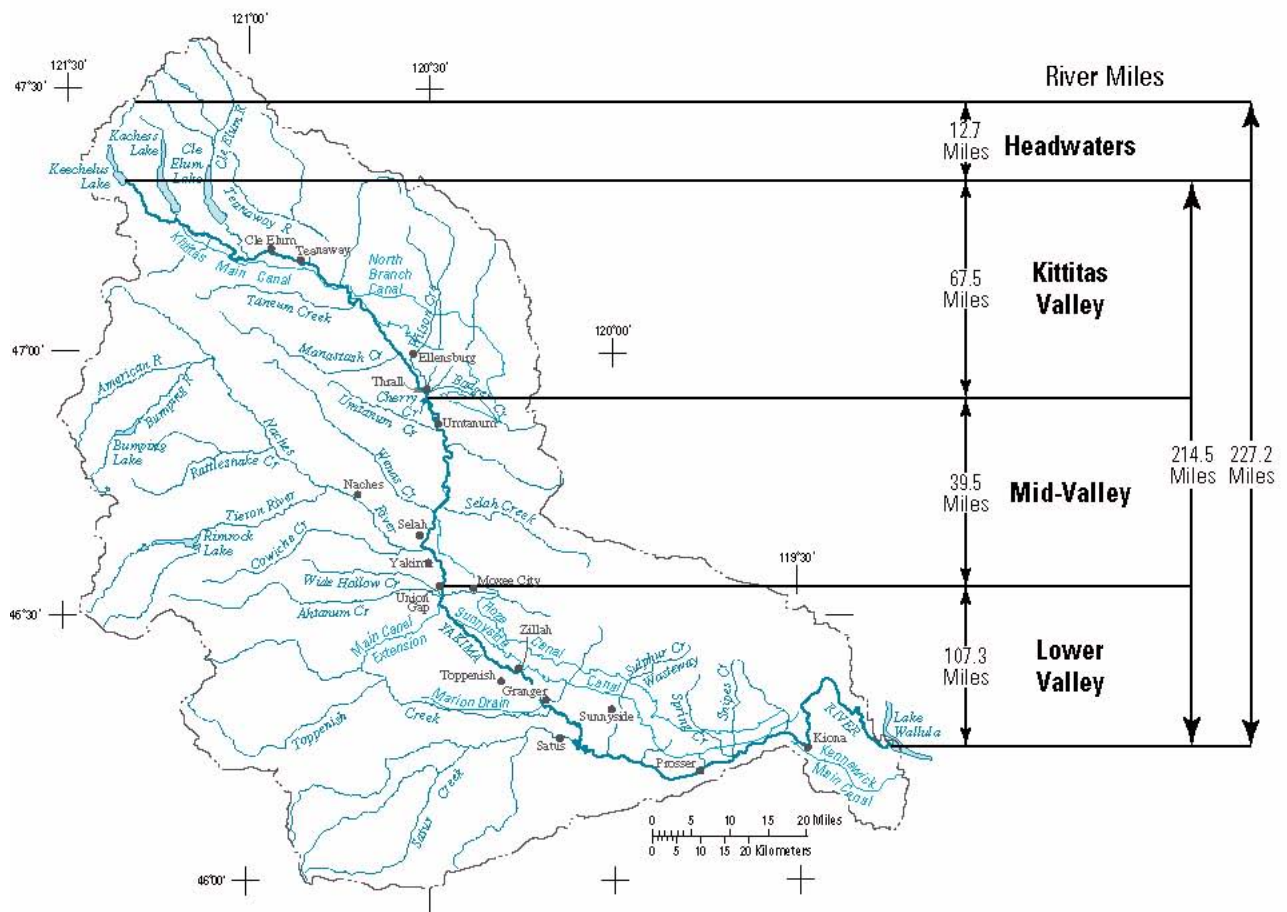 121°00'
121°30'
47°30'
120°30'
River Miles
Kachess
Lake
Cle
Elum
Lake
Cle Elum R
Keechelus
Lake
12.7
Miles
Headwaters
Teanaway R
Cle Elum
Teanaway
Kittitas Main Canal
North
Branch
Canal
Wilson Cr
Taneum Creek
67.5
Miles
Kittitas
Valley
120°00'
47°00'
Manastash Cr
Ellensburg
American R
Bumping R
Thrall
Cherry
Cr
Badger Cr
Umtanum Cr
Umtanum
Bumping
Lake
Naches
River
Rattlesnake Cr
Wenas Cr
Naches
39.5
Miles
Mid-Valley
214.5
Miles
227.2
Miles
Selah Creek
Tieton River
Rimrock
Lake
Selah
Cowiche Cr
Yakima
119°30'
Wide Hollow Cr
Moxee City
46°30'
Ahtanum Cr
Union
Gap
Roza
Canal
Sunnyside
Canal
Main Canal
Extension
YAKIMA
RIVER
Zillah
Sulphur Cr
Wasteway
107.3
Miles
Lower
Valley
Toppenish
Granger
Marion Drain
Spring Cr
Snipes Cr
Sunnyside
Toppenish
Creek
Lake
Wallula
Satus
Kiona
Prosser
Kennewick
Main Canal
Satus
Creek
0 5 10 15 20 Miles
0 5 10 15 20 Kilometers
46°00'